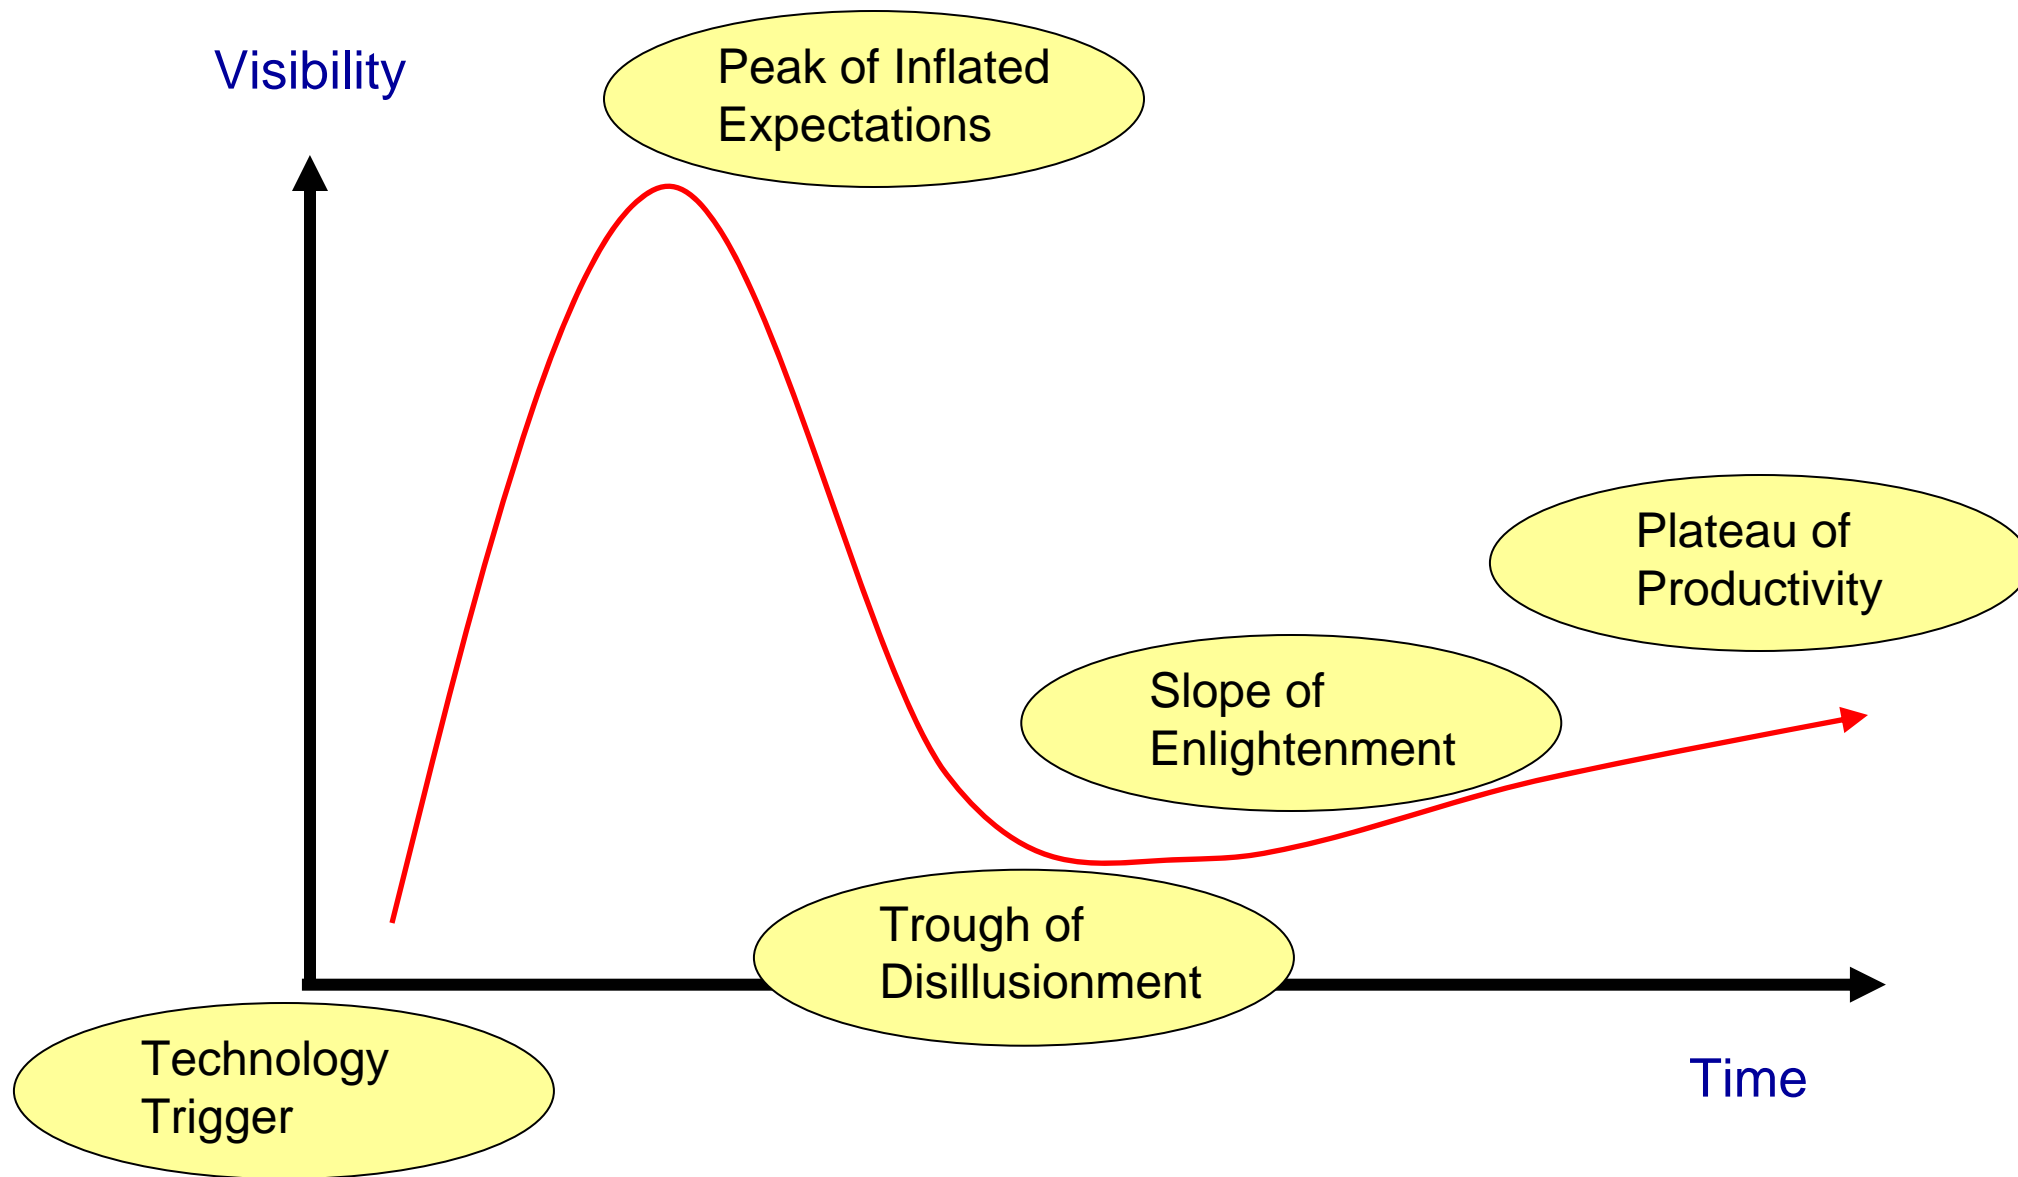 Visibility
Peak of Inflated
Expectations
Plateau of
Productivity
Slope of
Enlightenment
Trough of
Disillusionment
Technology
Trigger
Time